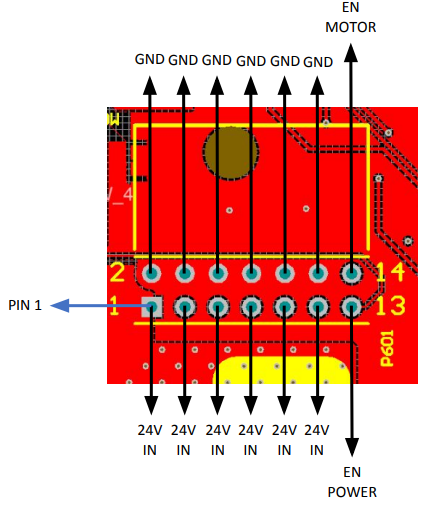 EN
MOTOR
GND GND GND GND GND GND
2 14
PIN 1 1 13
P601
24V 24V 24V 24V 24V 24V
IN IN IN IN IN IN
EN
POWER